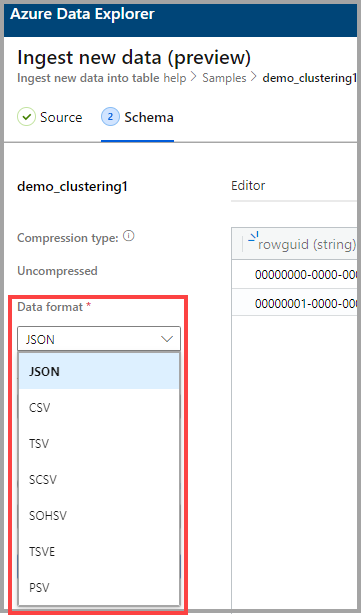 Azure Data Explorer
Ingest new data (preview)
Ingest new data into table help > Samples > demo_clustering1
Source
2 Schema
demo_clustering1
Editor
Compression type:
rowguid (string)
Uncompressed
00000000-0000-000
Data format *
00000001-0000-000
JSON
JSON
CSV
TSV
SCSV
SOHSV
TSVE
PSV